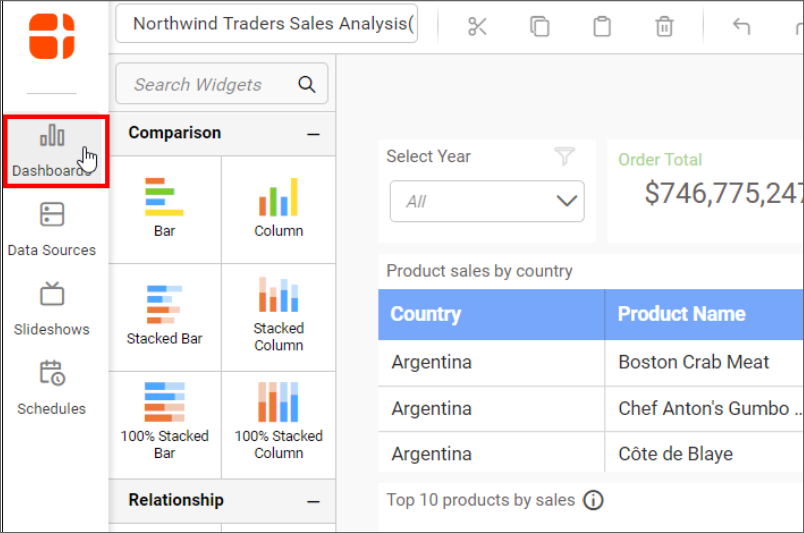 Northwind Traders Sales Analysis(
Search Widgets
Comparison
Bar
Column
Stacked Bar
Stacked
Column
100% Stacked
Bar
100% Stacked
Column
Relationship
Dashboards
Data Sources
Slideshows
Schedules
Select Year
All
Order Total
$746,775,247
Product sales by country
Country Product Name
Argentina Boston Crab Meat
Argentina Chef Anton's Gumbo ...
Argentina Côte de Blaye
Top 10 products by sales